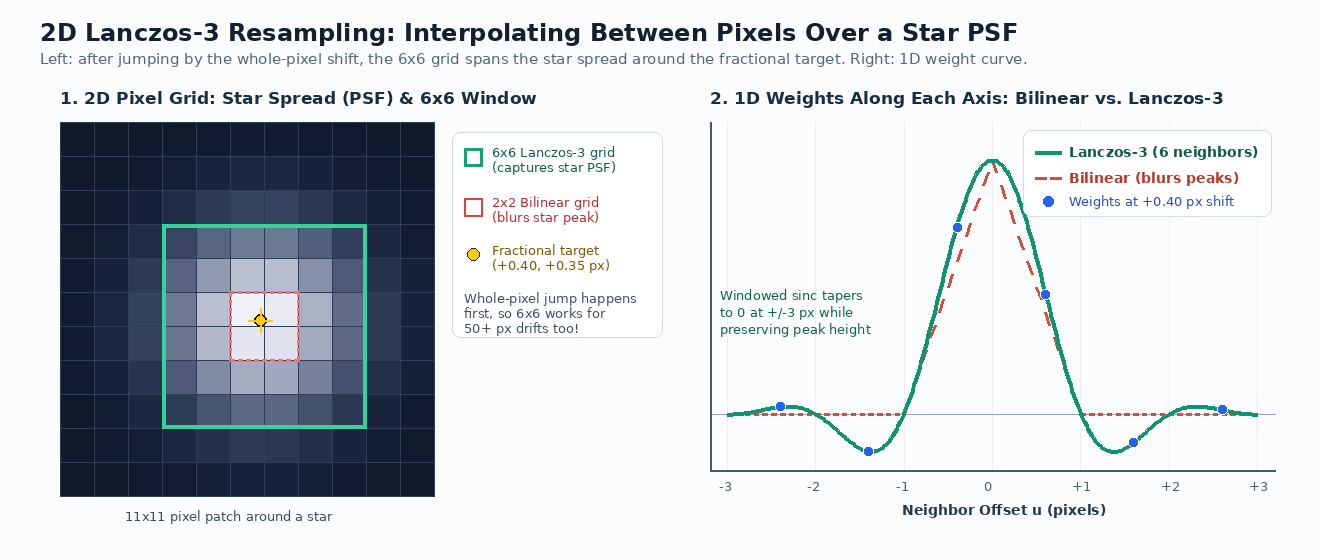 2D Lanczos-3 Resampling: Interpolating Between Pixels Over a Star PSF
Left: after jumping by the whole-pixel shift, the 6x6 grid spans the star spread around the fractional target. Right: 1D weight curve.
1. 2D Pixel Grid: Star Spread (PSF) & 6x6 Window
6x6 Lanczos-3 grid
(captures star PSF)
2x2 Bilinear grid
(blurs star peak)
Fractional target
(+0.40, +0.35 px)
Whole-pixel jump happens
first, so 6x6 works for
50+ px drifts too!
11x11 pixel patch around a star
2. 1D Weights Along Each Axis: Bilinear vs. Lanczos-3
Lanczos-3 (6 neighbors)
Bilinear (blurs peaks)
Weights at +0.40 px shift
Windowed sinc tapers
to 0 at +/-3 px while
preserving peak height
-3 -2 -1 0 +1 +2 +3
Neighbor Offset u (pixels)